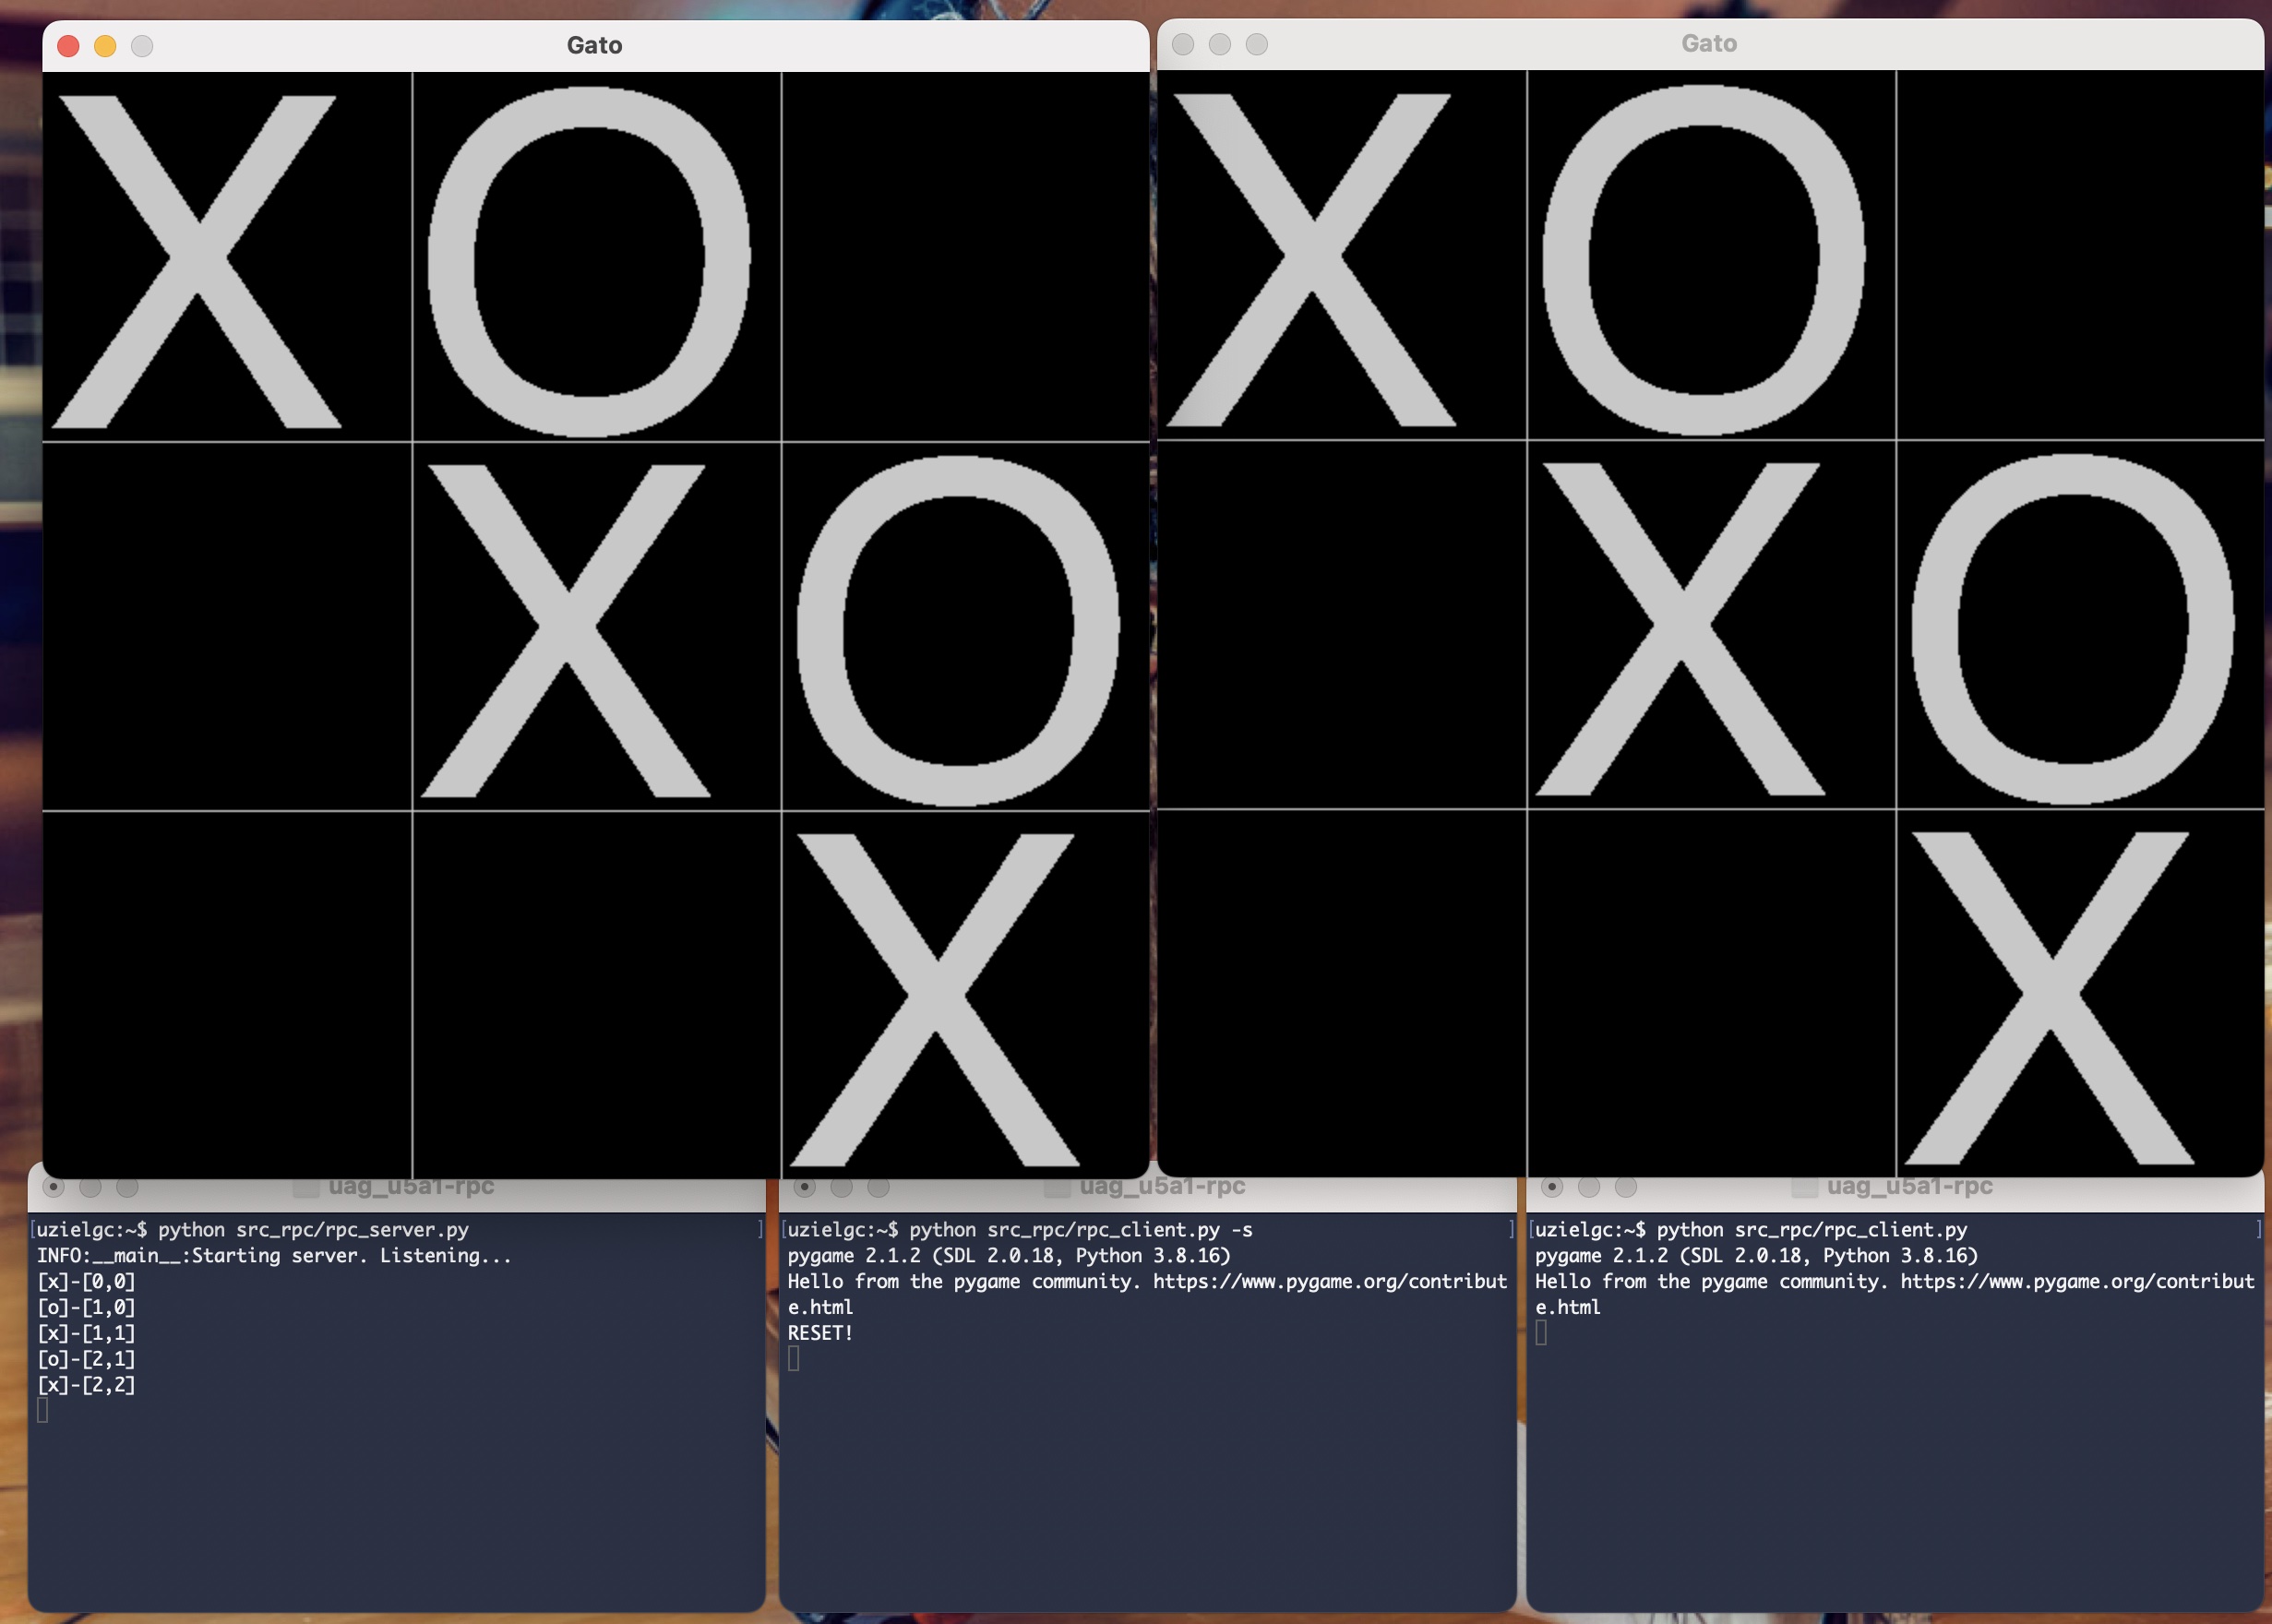 Gato
X O
X O
X
Gato
X O
X O
X
uag_u5a1-rpc
[uzielgc:~$ python src_rpc/rpc_server.py ]
INFO:__main__:Starting server. Listening...
[x]-[0,0]
[o]-[1,0]
[x]-[1,1]
[o]-[2,1]
[x]-[2,2]
uag_u5a1-rpc
[uzielgc:~$ python src_rpc/rpc_client.py -s ]
pygame 2.1.2 (SDL 2.0.18, Python 3.8.16)
Hello from the pygame community. https://www.pygame.org/contribut
e.html
RESET!
uag_u5a1-rpc
[uzielgc:~$ python src_rpc/rpc_client.py ]
pygame 2.1.2 (SDL 2.0.18, Python 3.8.16)
Hello from the pygame community. https://www.pygame.org/contribut
e.html